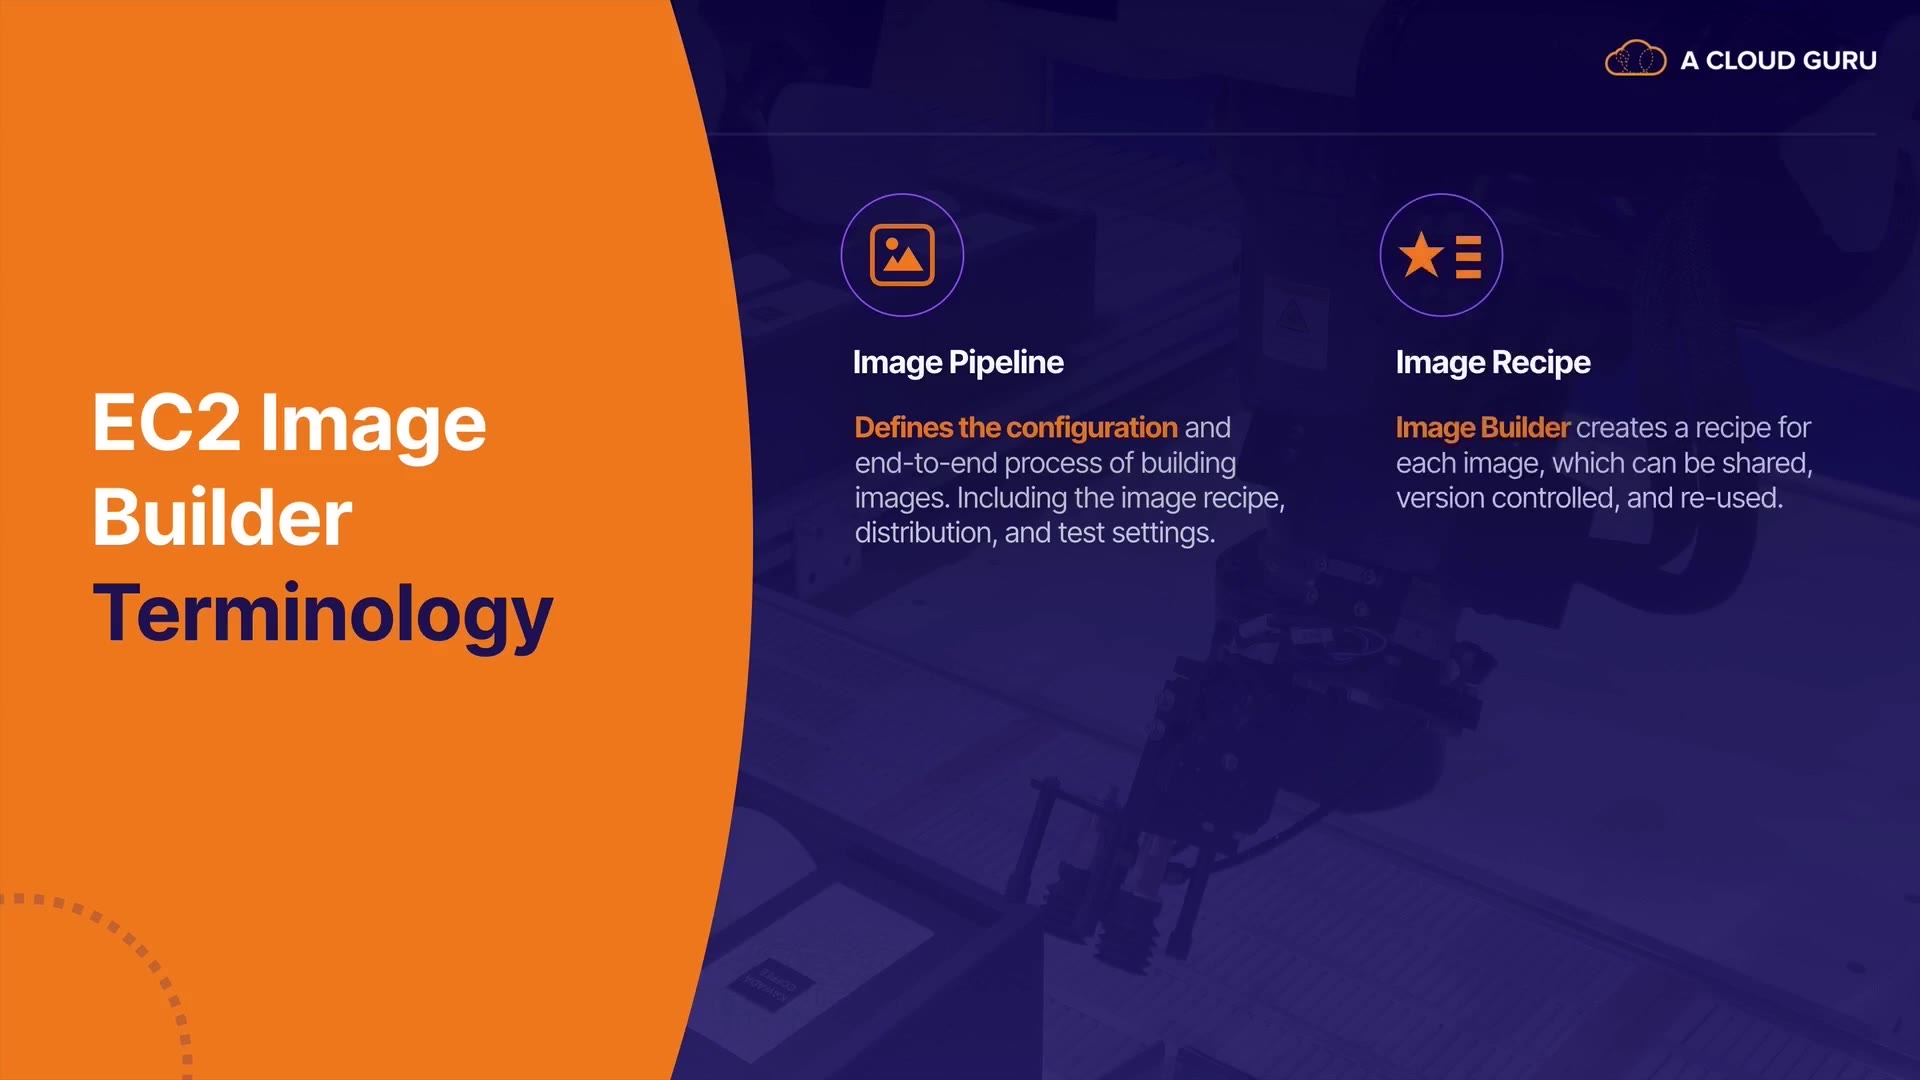 A CLOUD GURU
EC2 Image
Builder
Terminology
Image Pipeline
Defines the configuration and
end-to-end process of building
images. Including the image recipe,
distribution, and test settings.
Image Recipe
Image Builder creates a recipe for
each image, which can be shared,
version controlled, and re-used.